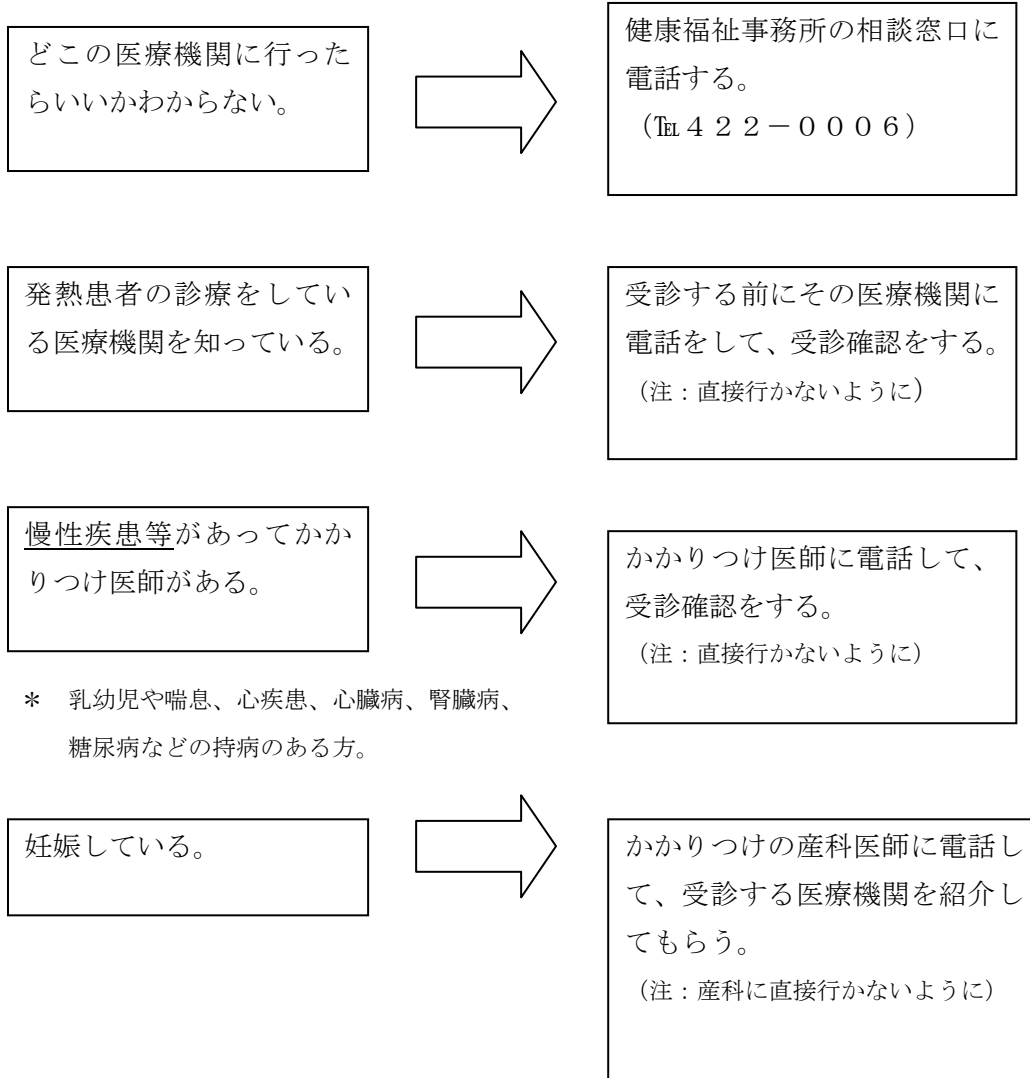 どこの医療機関に行った
らいいかわからない。
健康福祉事務所の相談窓口に
電話する。
（℡４２２－０００６）
発熱患者の診療をしてい
る医療機関を知っている。
受診する前にその医療機関に
電話をして、受診確認をする。
（注：直接行かないように）
慢性疾患等があってかか
りつけ医師がある。
かかりつけ医師に電話して、
受診確認をする。
（注：直接行かないように）
＊　乳幼児や喘息、心疾患、心臓病、腎臓病、
糖尿病などの持病のある方。
妊娠している。
かかりつけの産科医師に電話し
て、受診する医療機関を紹介し
てもらう。
（注：産科に直接行かないように）